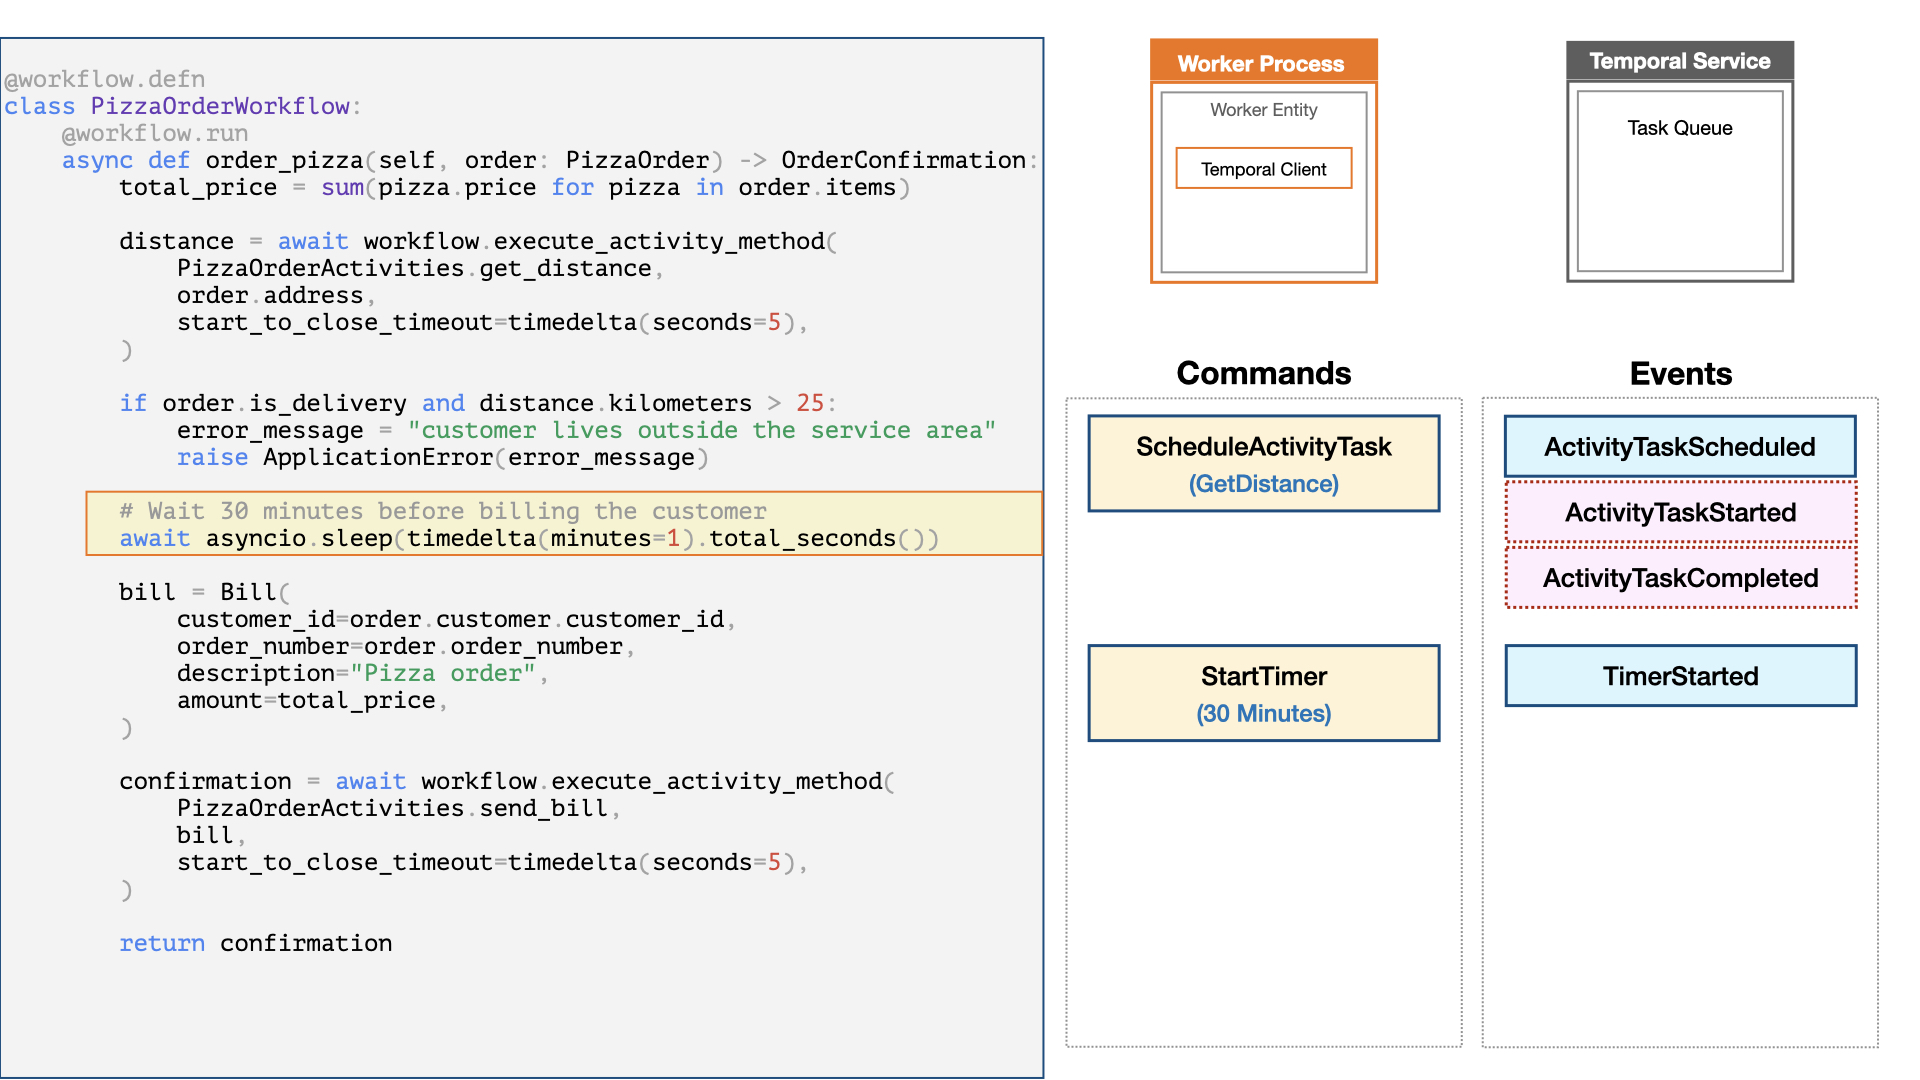 @workflow.defn
class PizzaOrderWorkflow:
    @workflow.run
    async def order_pizza(self, order: PizzaOrder) -> OrderConfirmation:
        total_price = sum(pizza.price for pizza in order.items)

        distance = await workflow.execute_activity_method(
            PizzaOrderActivities.get_distance,
            order.address,
            start_to_close_timeout=timedelta(seconds=5),
        )

        if order.is_delivery and distance.kilometers > 25:
            error_message = "customer lives outside the service area"
            raise ApplicationError(error_message)

        # Wait 30 minutes before billing the customer
        await asyncio.sleep(timedelta(minutes=1).total_seconds())

        bill = Bill(
            customer_id=order.customer.customer_id,
            order_number=order.order_number,
            description="Pizza order",
            amount=total_price,
        )

        confirmation = await workflow.execute_activity_method(
            PizzaOrderActivities.send_bill,
            bill,
            start_to_close_timeout=timedelta(seconds=5),
        )

        return confirmation
Worker Process
Worker Entity
Temporal Client
Temporal Service
Task Queue
Commands
ScheduleActivityTask
(GetDistance)
StartTimer
(30 Minutes)
Events
ActivityTaskScheduled
ActivityTaskStarted
ActivityTaskCompleted
TimerStarted